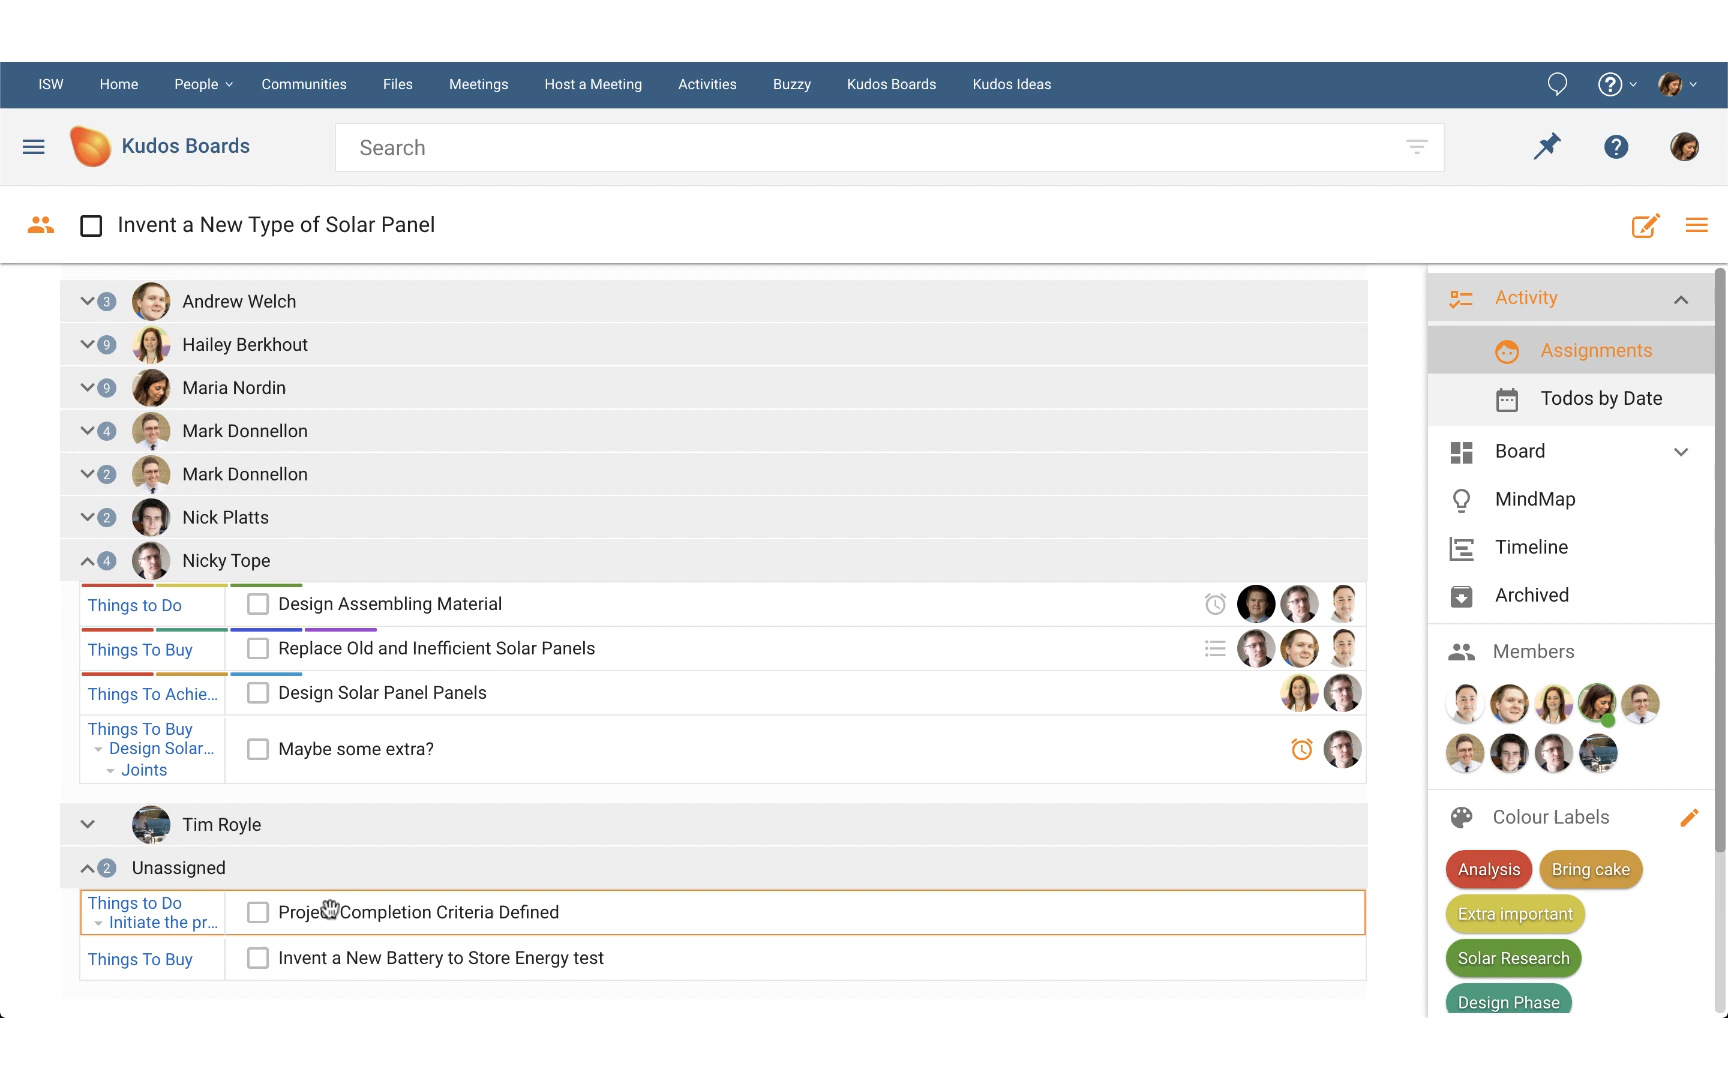 ISW Home People Communities Files Meetings Host a Meeting Activities Buzzy Kudos Boards Kudos Ideas
Kudos Boards
Search
Invent a New Type of Solar Panel
3 Andrew Welch
9 Hailey Berkhout
9 Maria Nordin
4 Mark Donnellon
2 Mark Donnellon
2 Nick Platts
4 Nicky Tope
Things to Do Design Assembling Material
Things To Buy Replace Old and Inefficient Solar Panels
Things To Achie... Design Solar Panel Panels
Things To Buy
Design Solar...
Joints
Maybe some extra?
Tim Royle
2 Unassigned
Things to Do
Initiate the pr...
Project Completion Criteria Defined
Things To Buy Invent a New Battery to Store Energy test
Activity
Assignments
Todos by Date
Board
MindMap
Timeline
Archived
Members
Colour Labels
Analysis Bring cake
Extra important
Solar Research
Design Phase